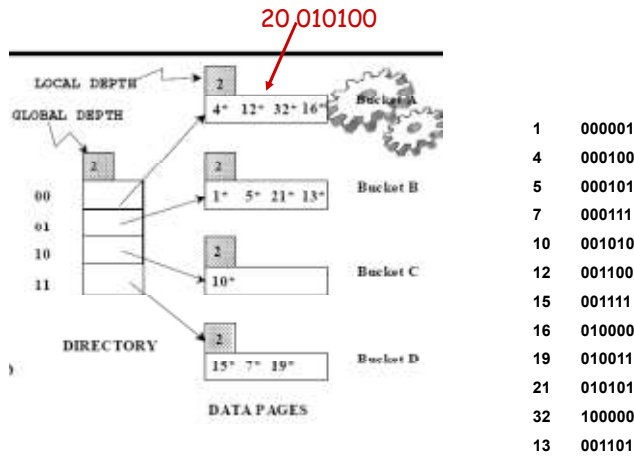 20 010100
LOCAL DEPTH
2
4* 12* 32* 16*
Bucket A
GLOBAL DEPTH
2
00
01
10
11
2
1* 5* 21* 13*
Bucket B
2
10*
Bucket C
DIRECTORY
2
15* 7* 19*
Bucket D
DATA PAGES
1 000001
4 000100
5 000101
7 000111
10 001010
12 001100
15 001111
16 010000
19 010011
21 010101
32 100000
13 001101